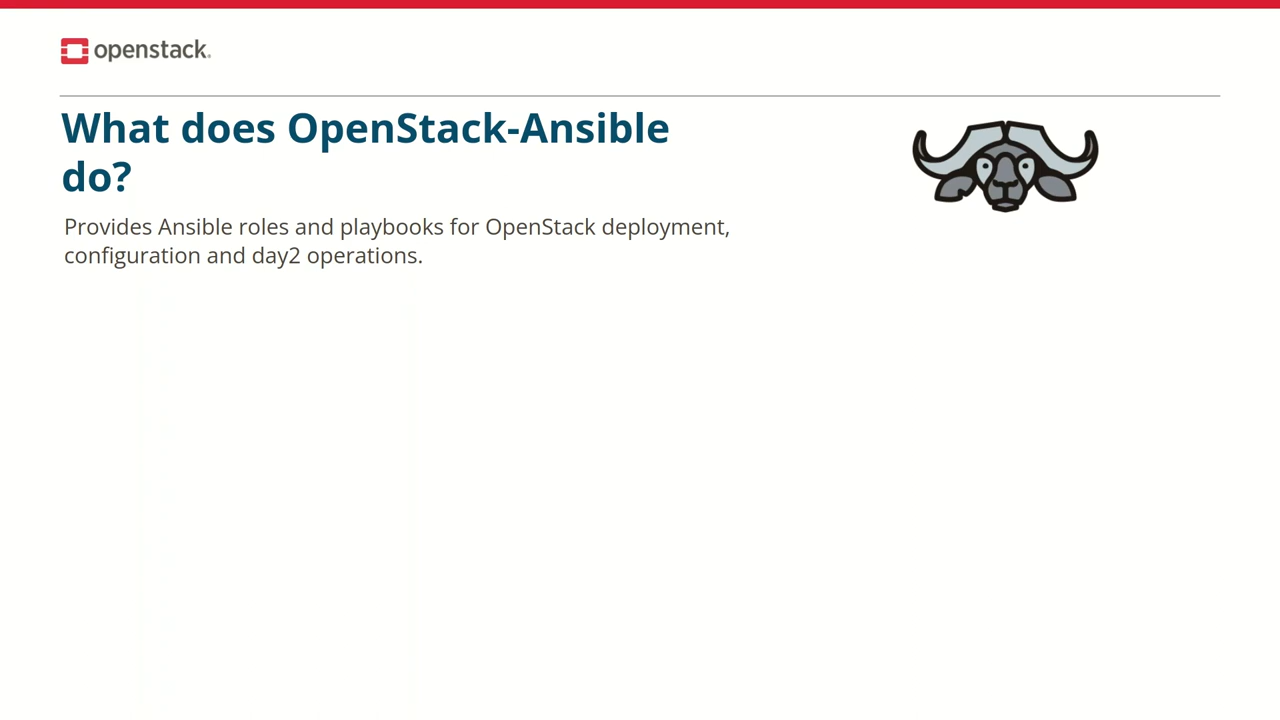 openstack.
What does OpenStack-Ansible
do?
Provides Ansible roles and playbooks for OpenStack deployment,
configuration and day2 operations.